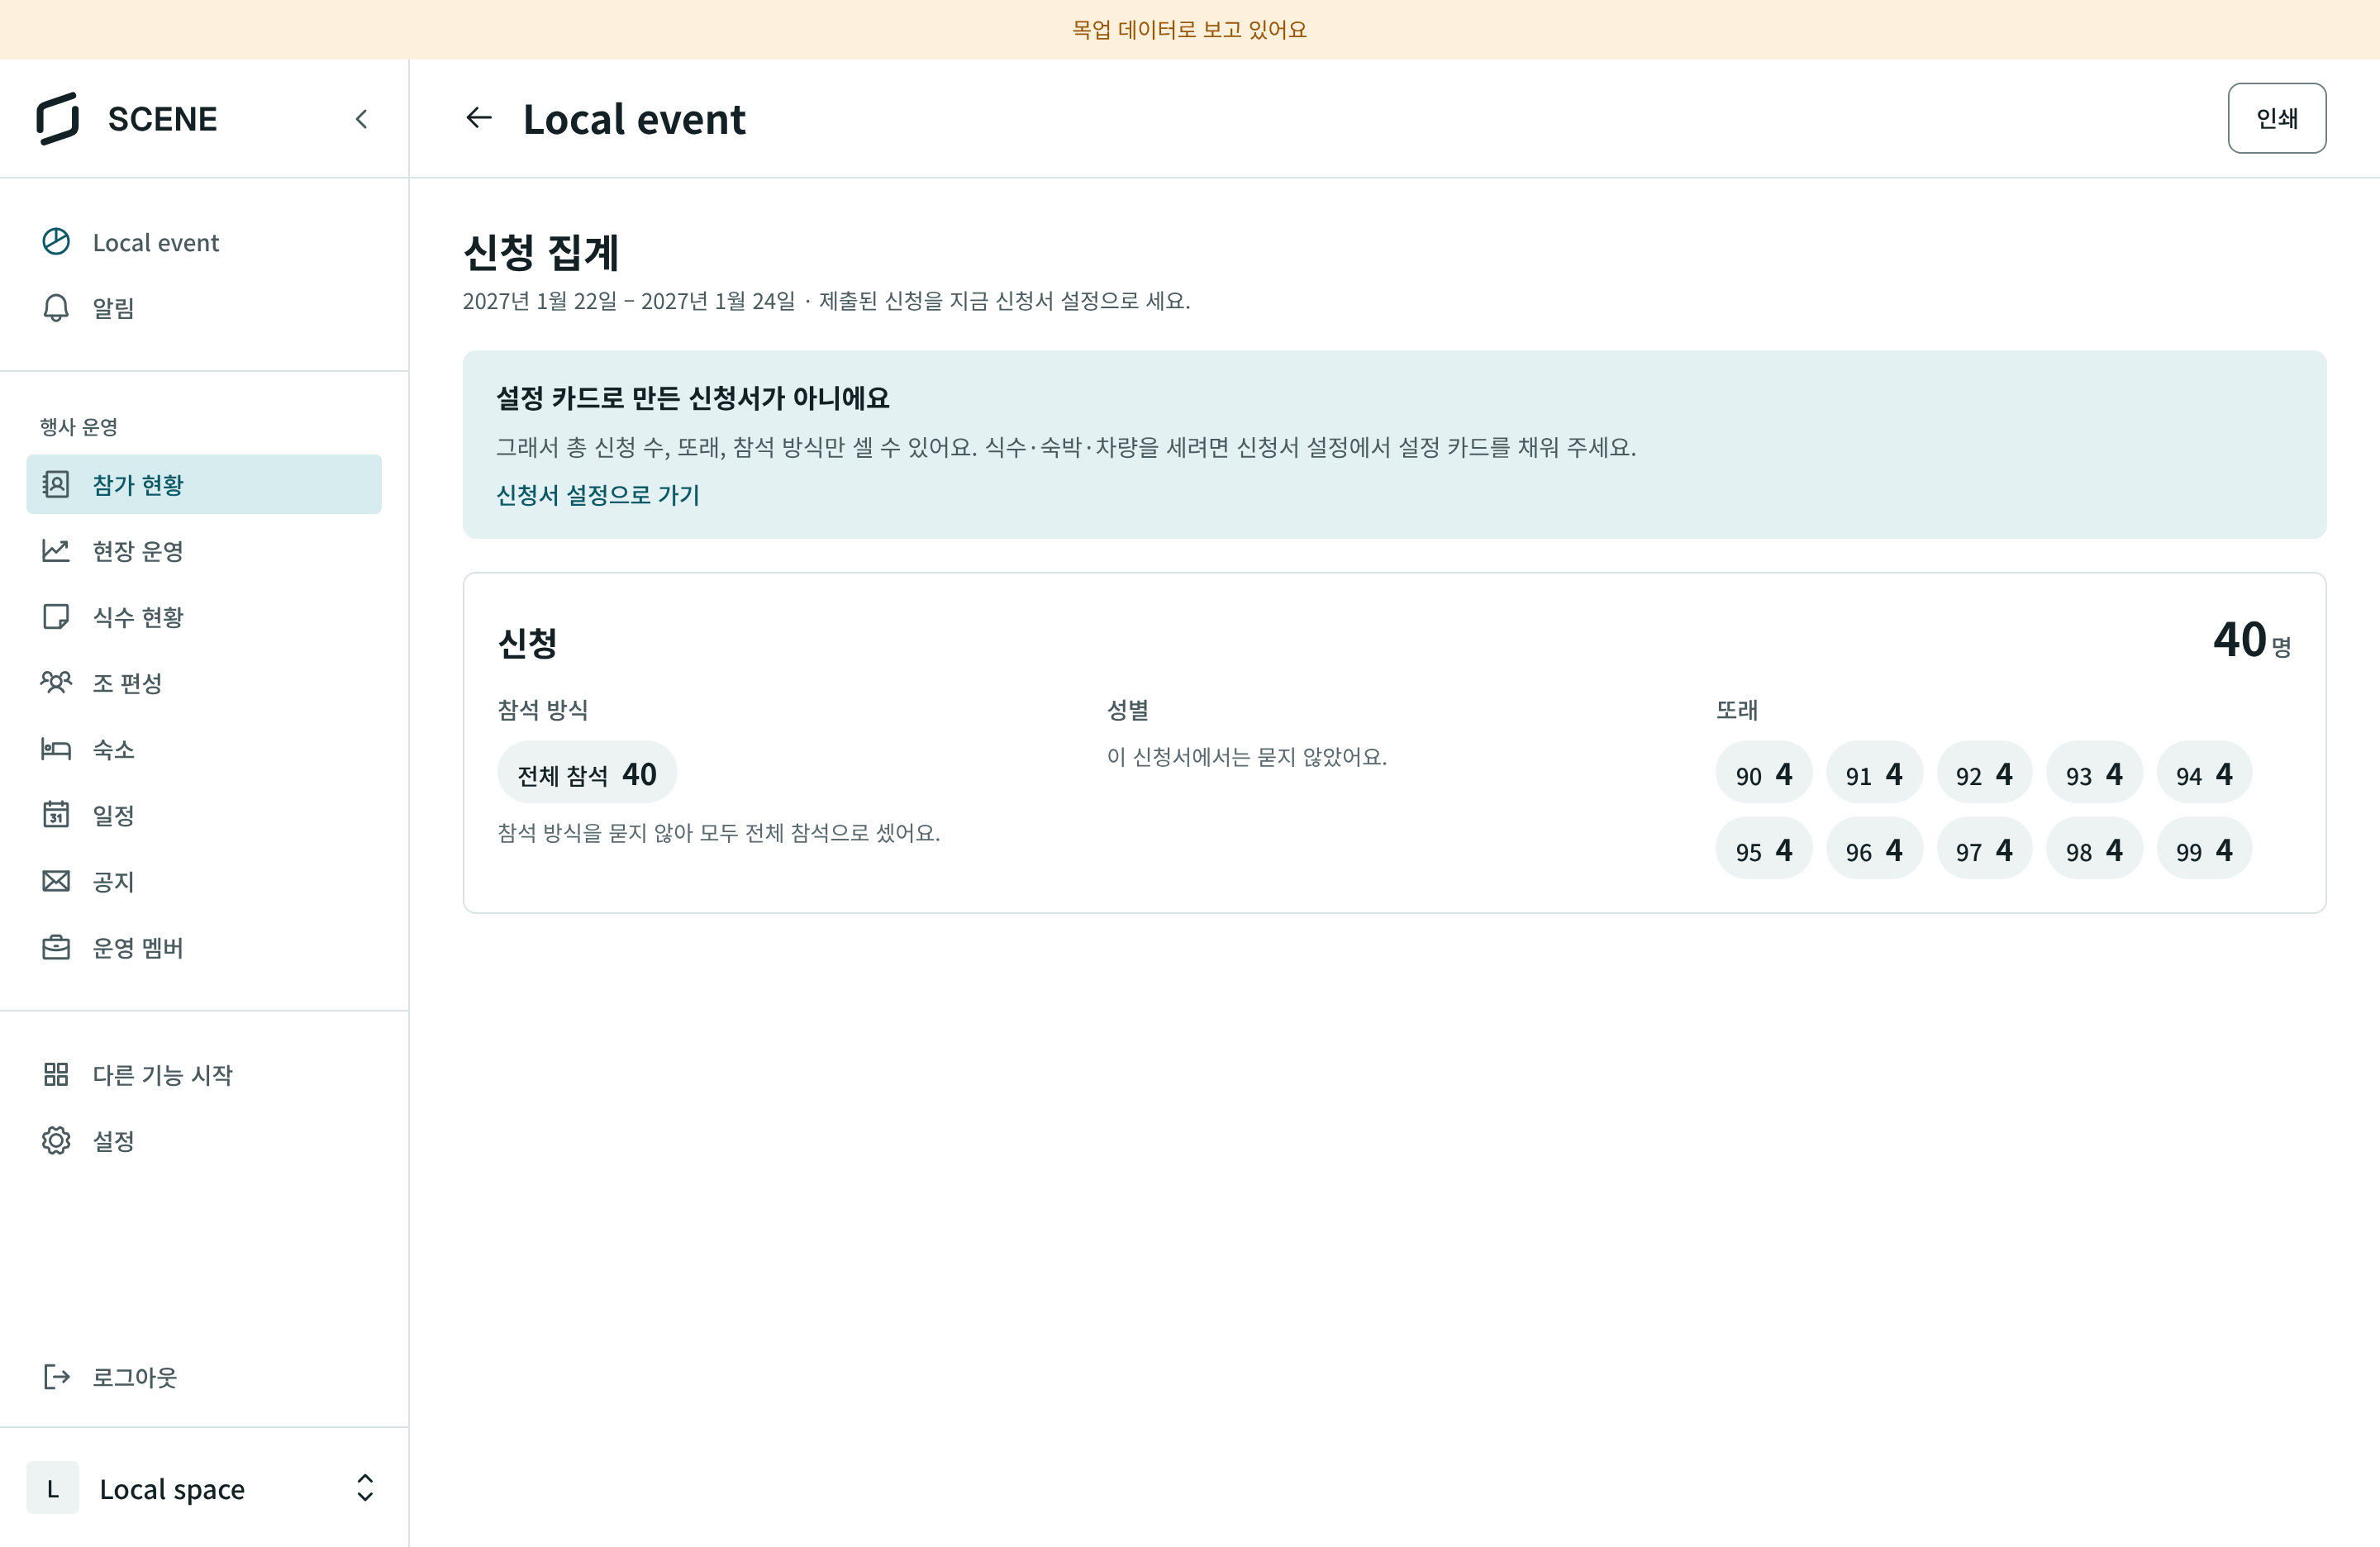 목업 데이터로 보고 있어요
SCENE
Local event
인쇄
Local event
알림
행사 운영
참가 현황
현장 운영
식수 현황
조 편성
숙소
31
일정
공지
운영 멤버
다른 기능 시작
설정
로그아웃
L
Local space
신청 집계
2027년 1월 22일 – 2027년 1월 24일 · 제출된 신청을 지금 신청서 설정으로 세요.
설정 카드로 만든 신청서가 아니에요
그래서 총 신청 수, 또래, 참석 방식만 셀 수 있어요. 식수·숙박·차량을 세려면 신청서 설정에서 설정 카드를 채워 주세요.
신청서 설정으로 가기
신청
40명
참석 방식
전체 참석 40
참석 방식을 묻지 않아 모두 전체 참석으로 셌어요.
성별
이 신청서에서는 묻지 않았어요.
또래
90 4 91 4 92 4 93 4 94 4
95 4 96 4 97 4 98 4 99 4